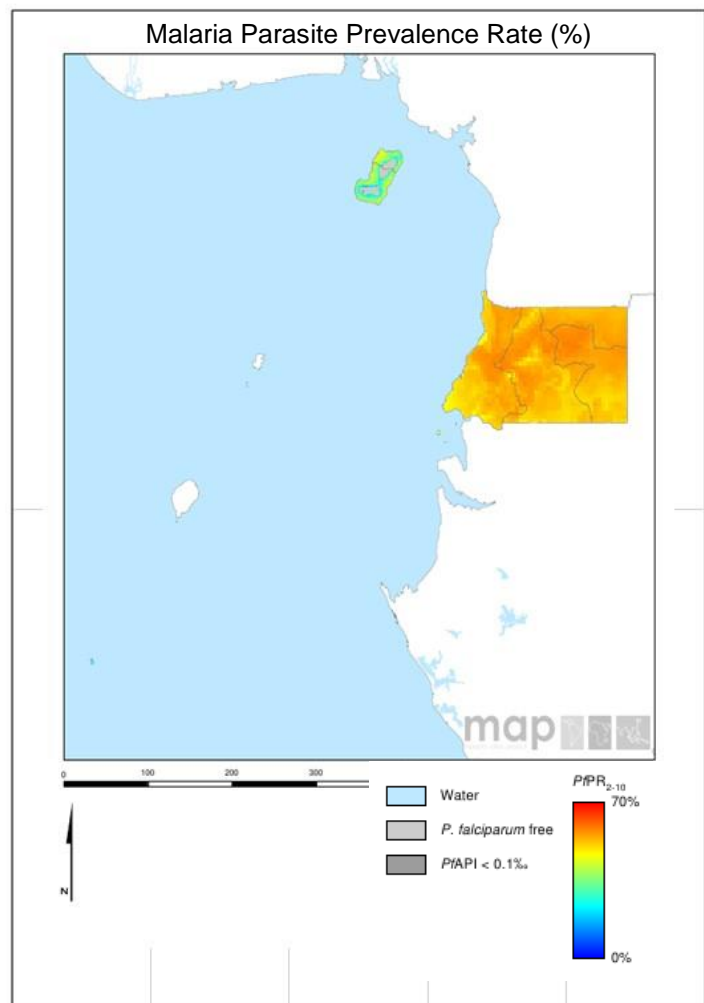 Malaria Parasite Prevalence Rate (%)
map
0 100 200 300
Water
P. falciparum free
PfAPI < 0.1‰
PfPR2-10
70%
0%
N